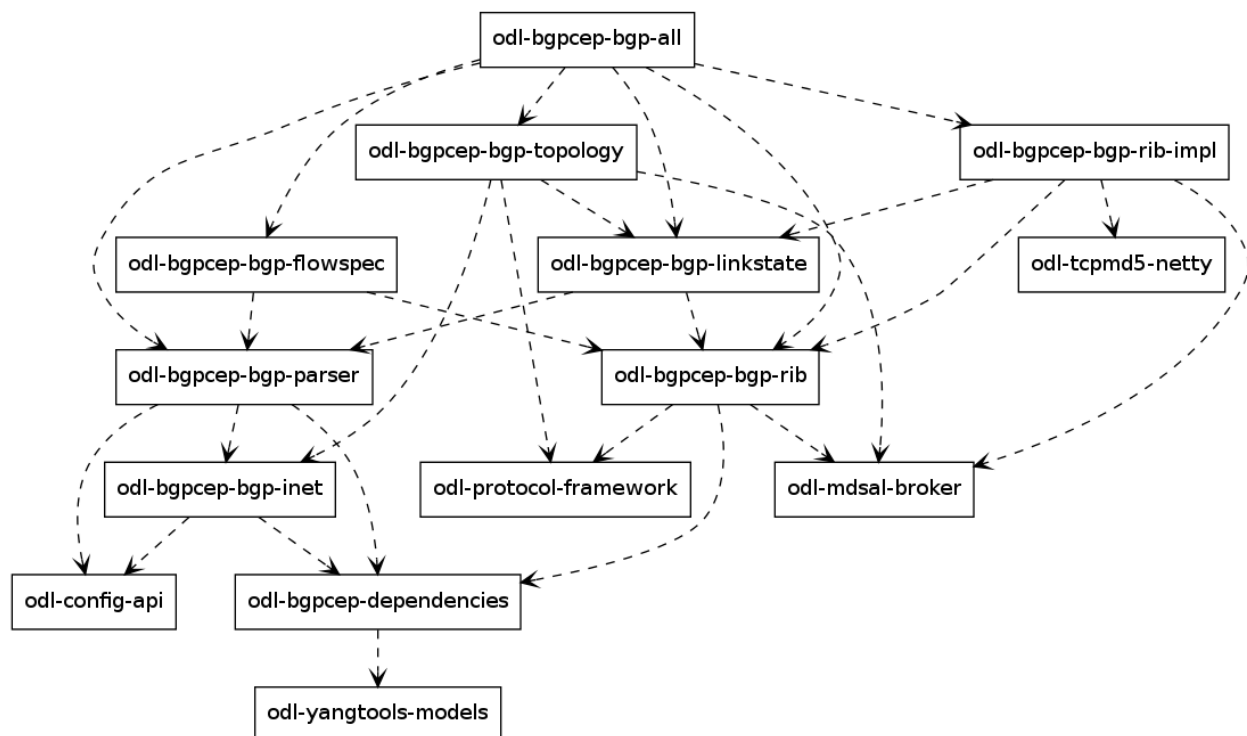 odl-bgpcep-bgp-all
odl-bgpcep-bgp-topology
odl-bgpcep-bgp-rib-impl
odl-bgpcep-bgp-flowspec
odl-bgpcep-bgp-linkstate
odl-tcpmd5-netty
odl-bgpcep-bgp-parser
odl-bgpcep-bgp-rib
odl-bgpcep-bgp-inet
odl-protocol-framework
odl-mdsal-broker
odl-config-api
odl-bgpcep-dependencies
odl-yangtools-models